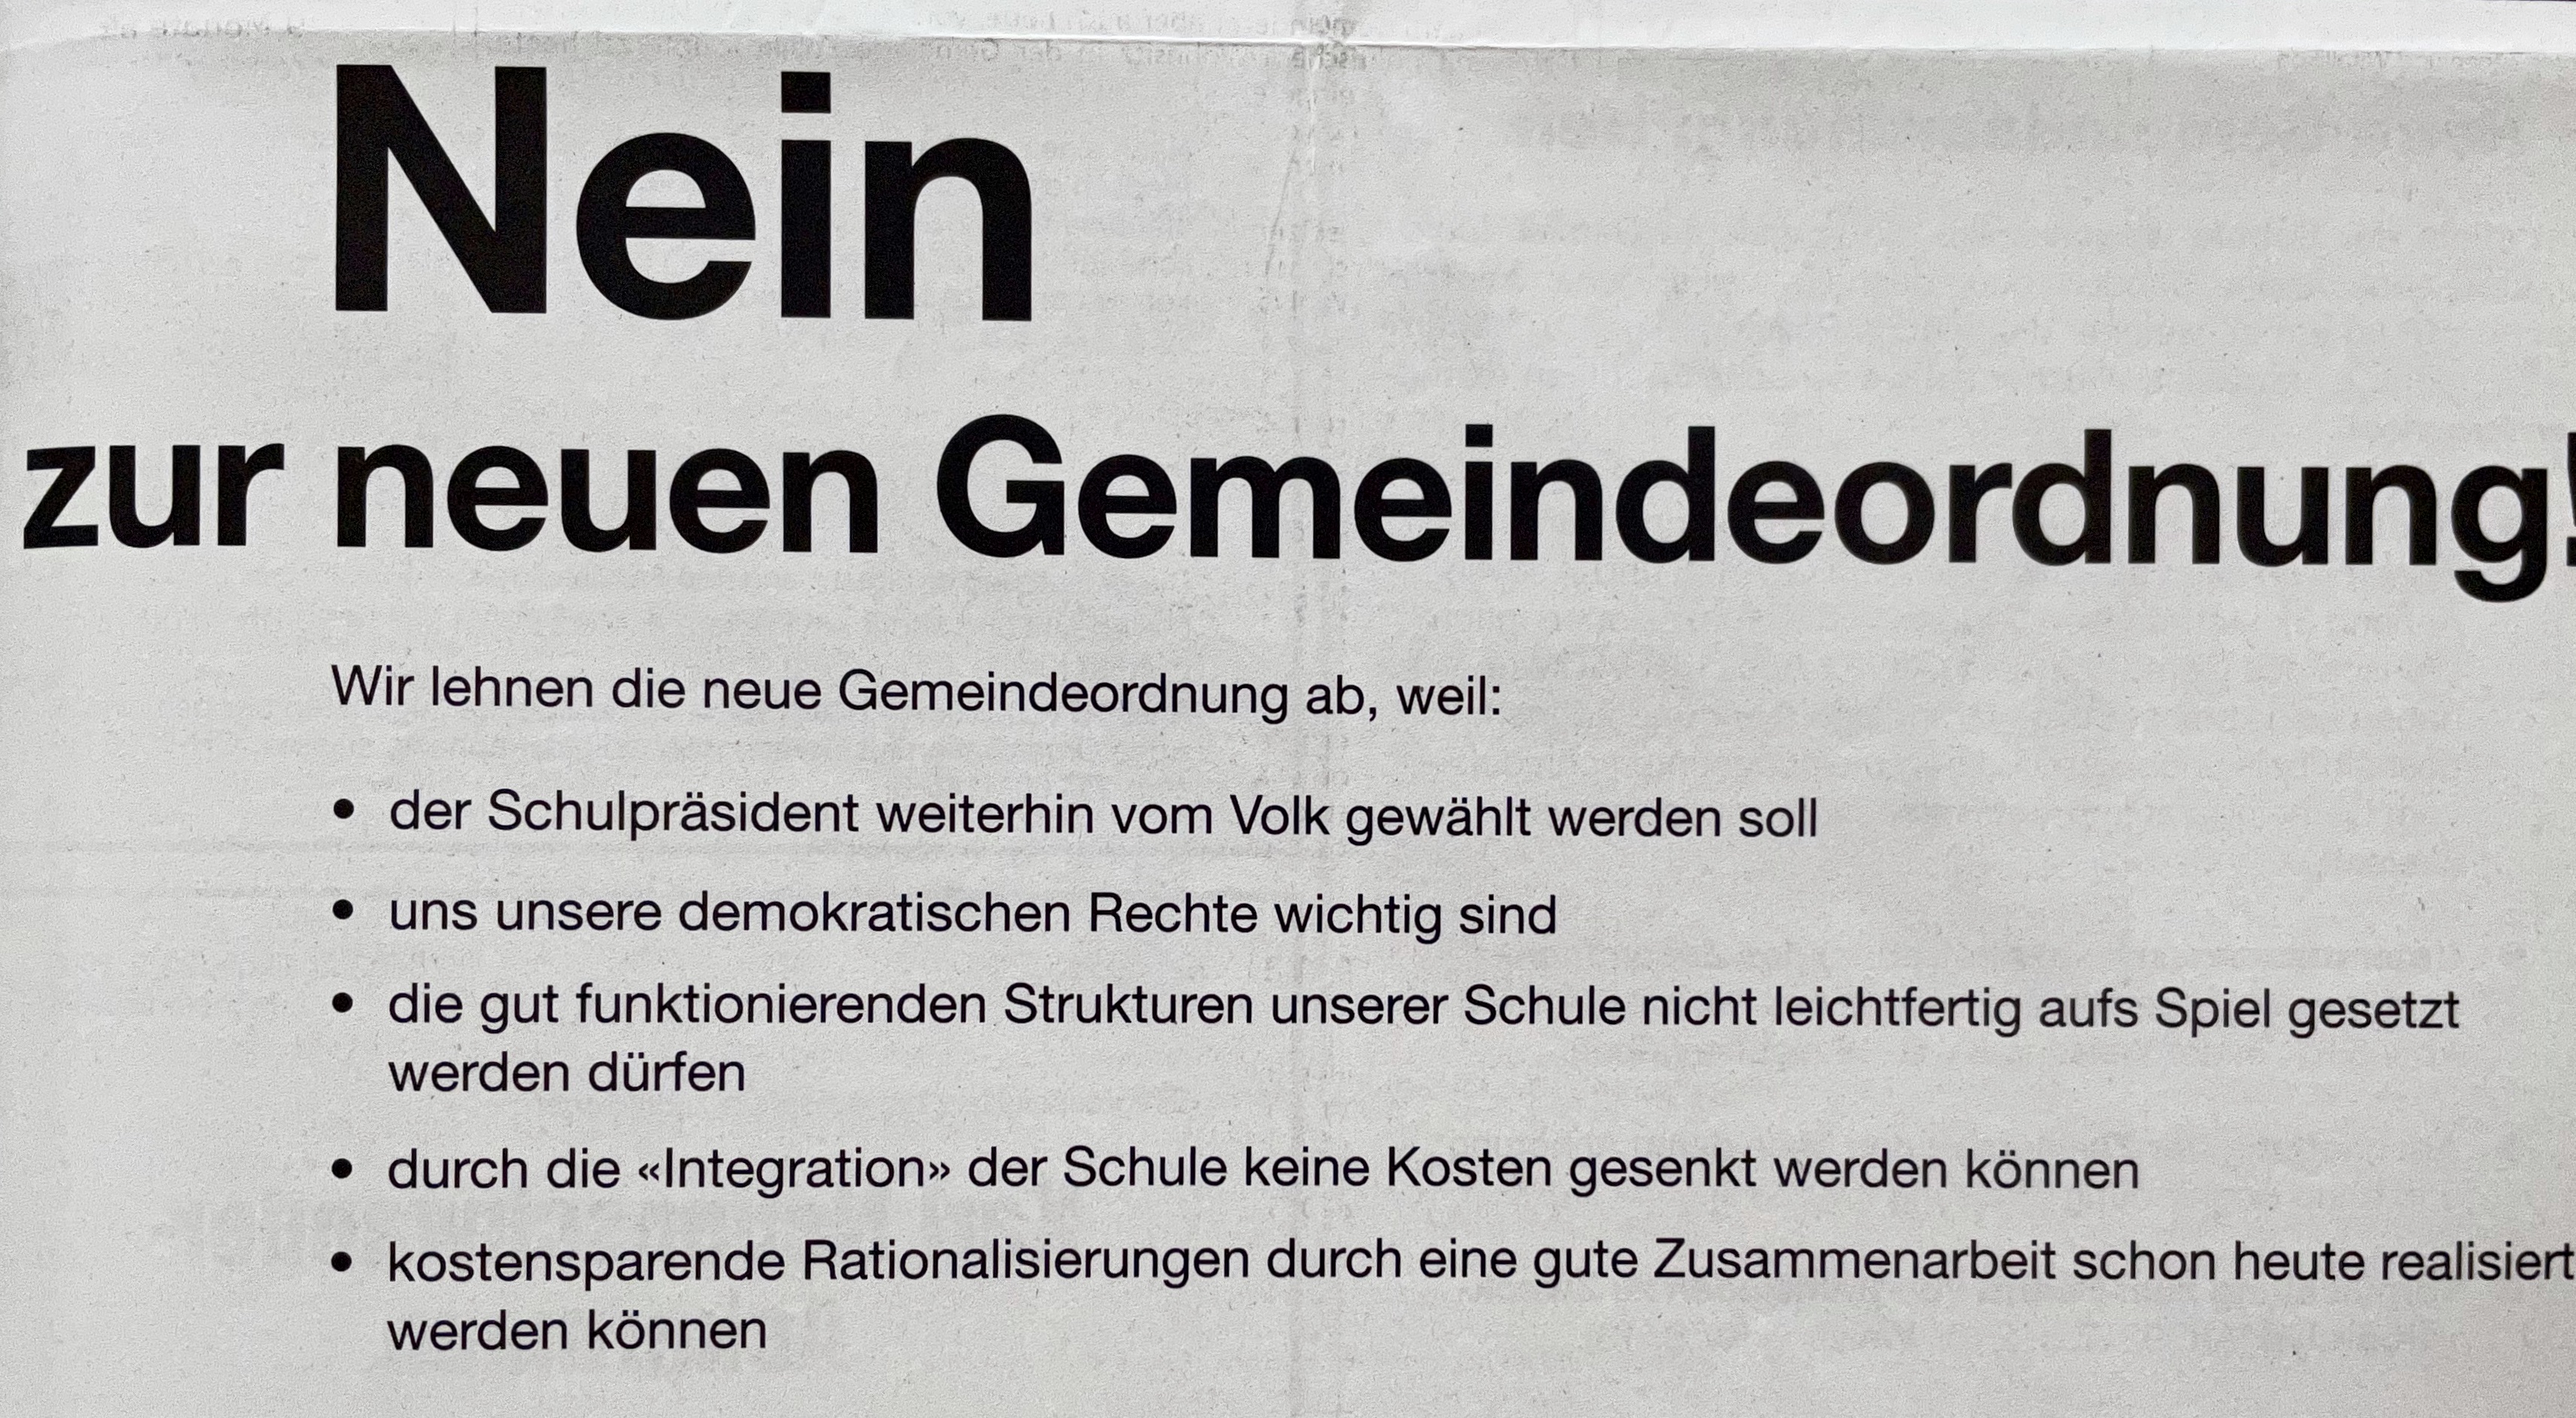 Nein
zur neuen Gemeindeordnung!
Wir lehnen die neue Gemeindeordnung ab, weil:
• der Schulpräsident weiterhin vom Volk gewählt werden soll
• uns unsere demokratischen Rechte wichtig sind
• die gut funktionierenden Strukturen unserer Schule nicht leichtfertig aufs Spiel gesetzt
werden dürfen
• durch die «Integration» der Schule keine Kosten gesenkt werden können
• kostensparende Rationalisierungen durch eine gute Zusammenarbeit schon heute realisiert
werden können